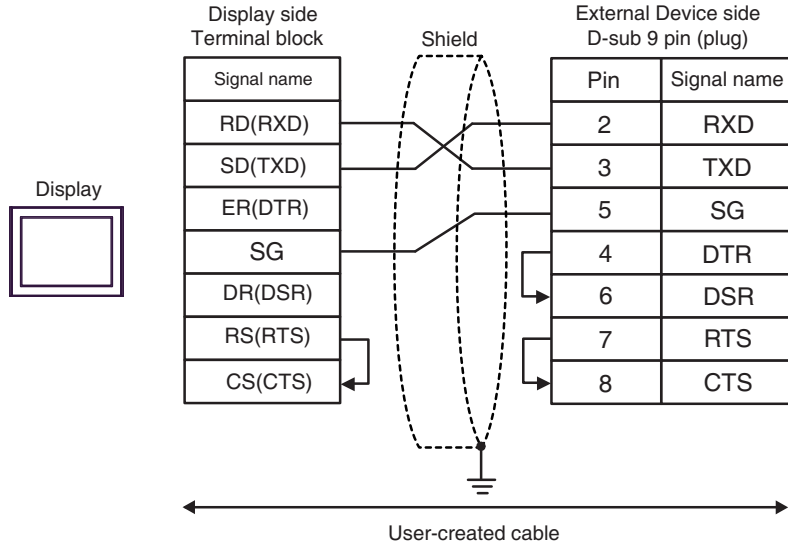 Display side
Terminal block
Shield
External Device side
D-sub 9 pin (plug)
Signal name
Pin Signal name
RD(RXD) 2 RXD
SD(TXD) 3 TXD
Display
ER(DTR) 5 SG
SG 4 DTR
DR(DSR) 6 DSR
RS(RTS) 7 RTS
CS(CTS) 8 CTS
User-created cable